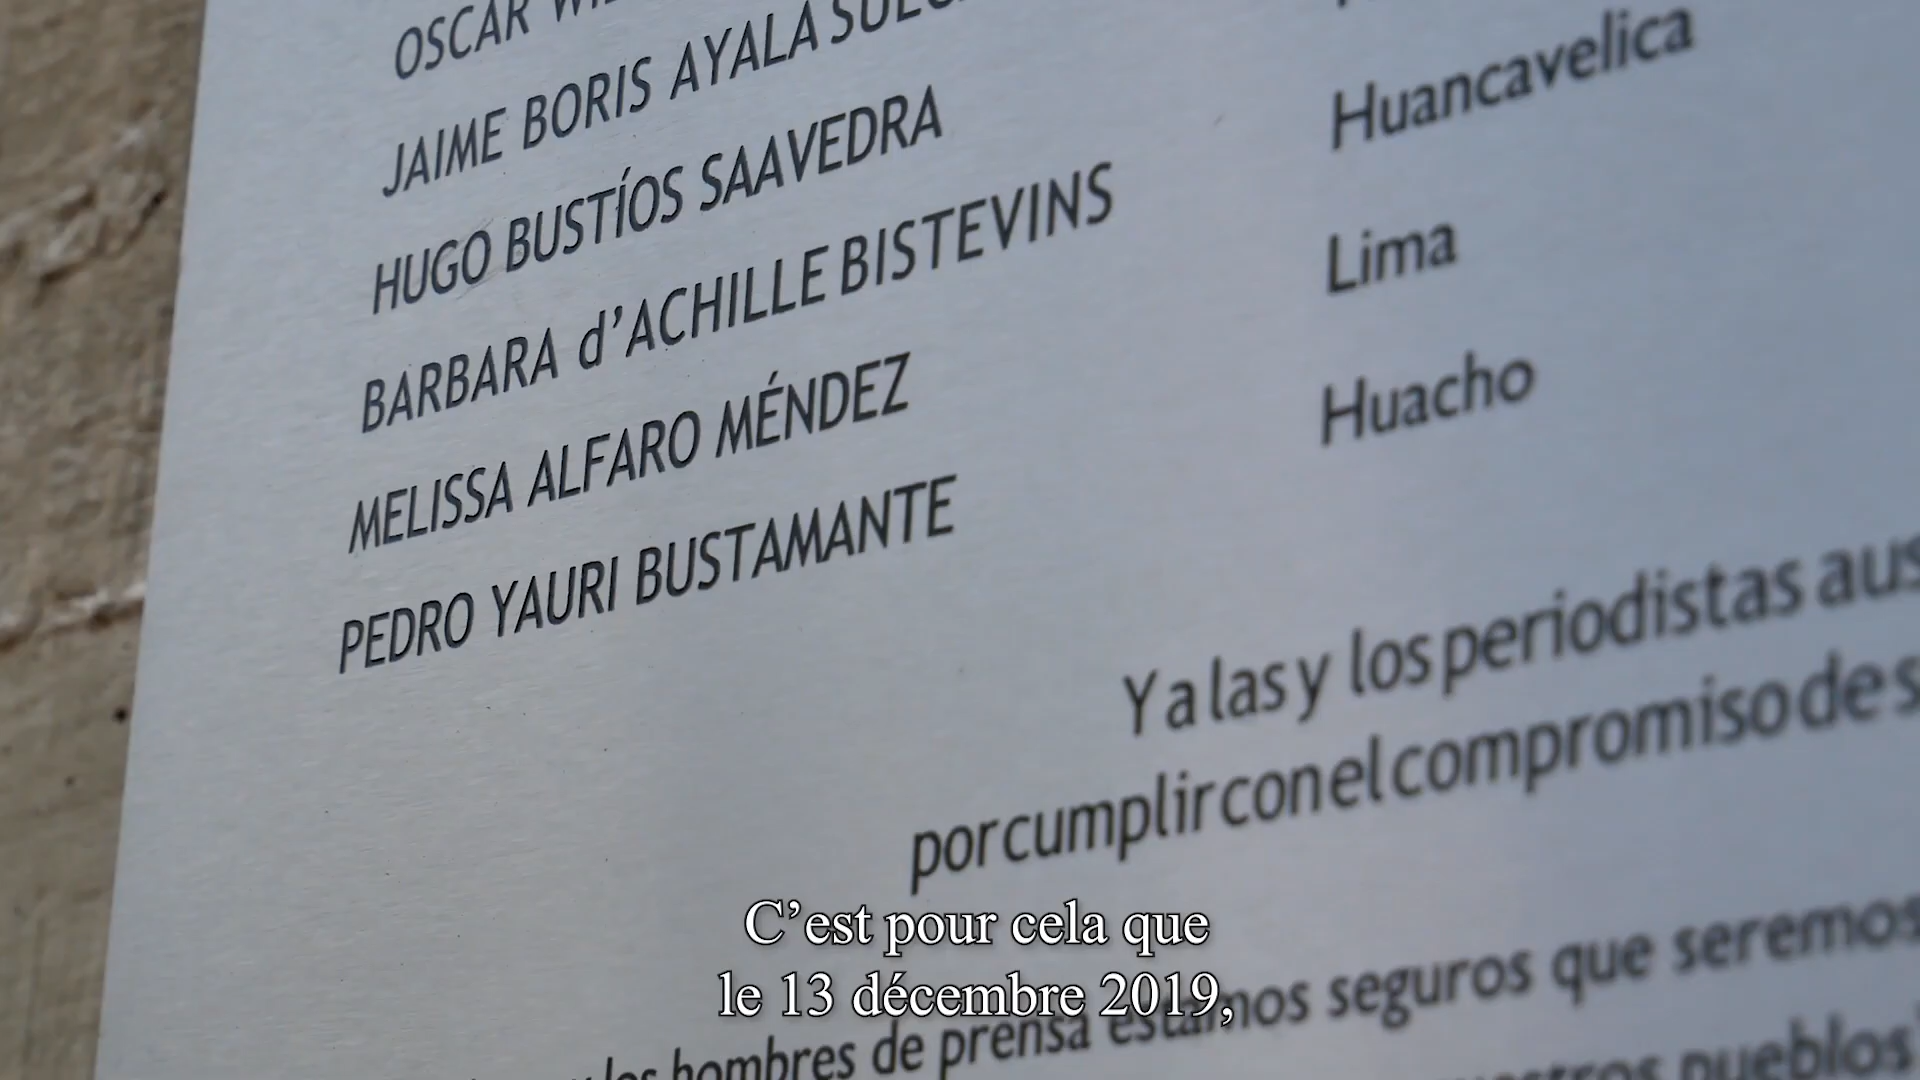 OSCAR
JAIME BORIS AYALA
HUGO BUSTÍOS SAAVEDRA
Huancavelica
BARBARA d'ACHILLE BISTEVINS
Lima
MELISSA ALFARO MÉNDEZ
Huacho
PEDRO YAURI BUSTAMANTE
Y a las y los periodistas
por cumplir con el compromiso de
hombres de prensa estamos seguros que seremos
pueblos
C'est pour cela que
le 13 décembre 2019,